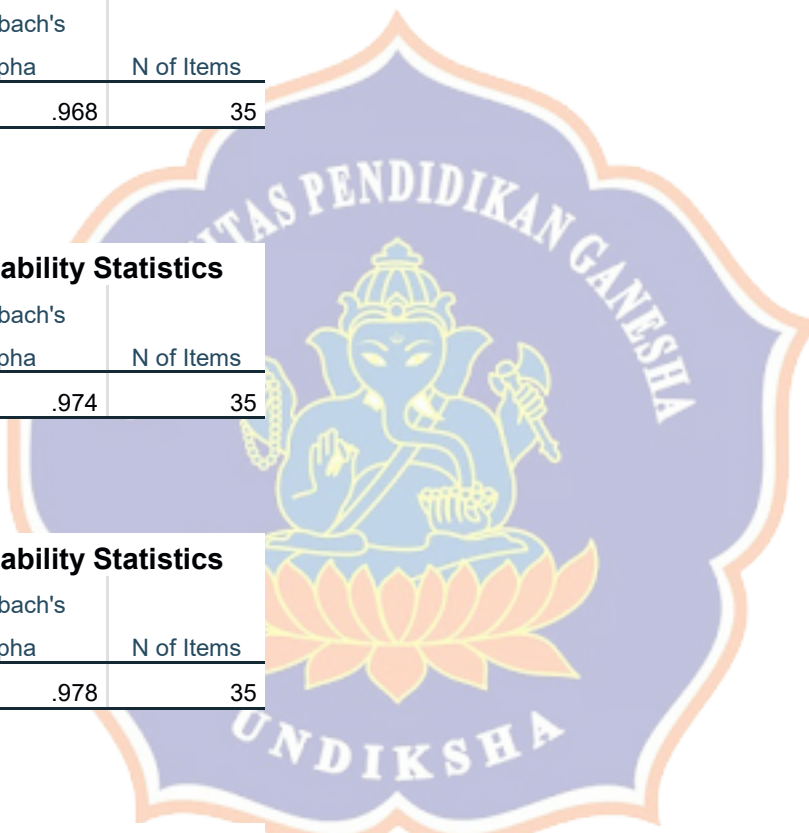 bach's
pha N of Items
.968 35
ITAS PENDIDIKAN GANESHA
ability Statistics
bach's
pha N of Items
.974 35
ability Statistics
bach's
pha N of Items
.978 35
UNDIKSHA